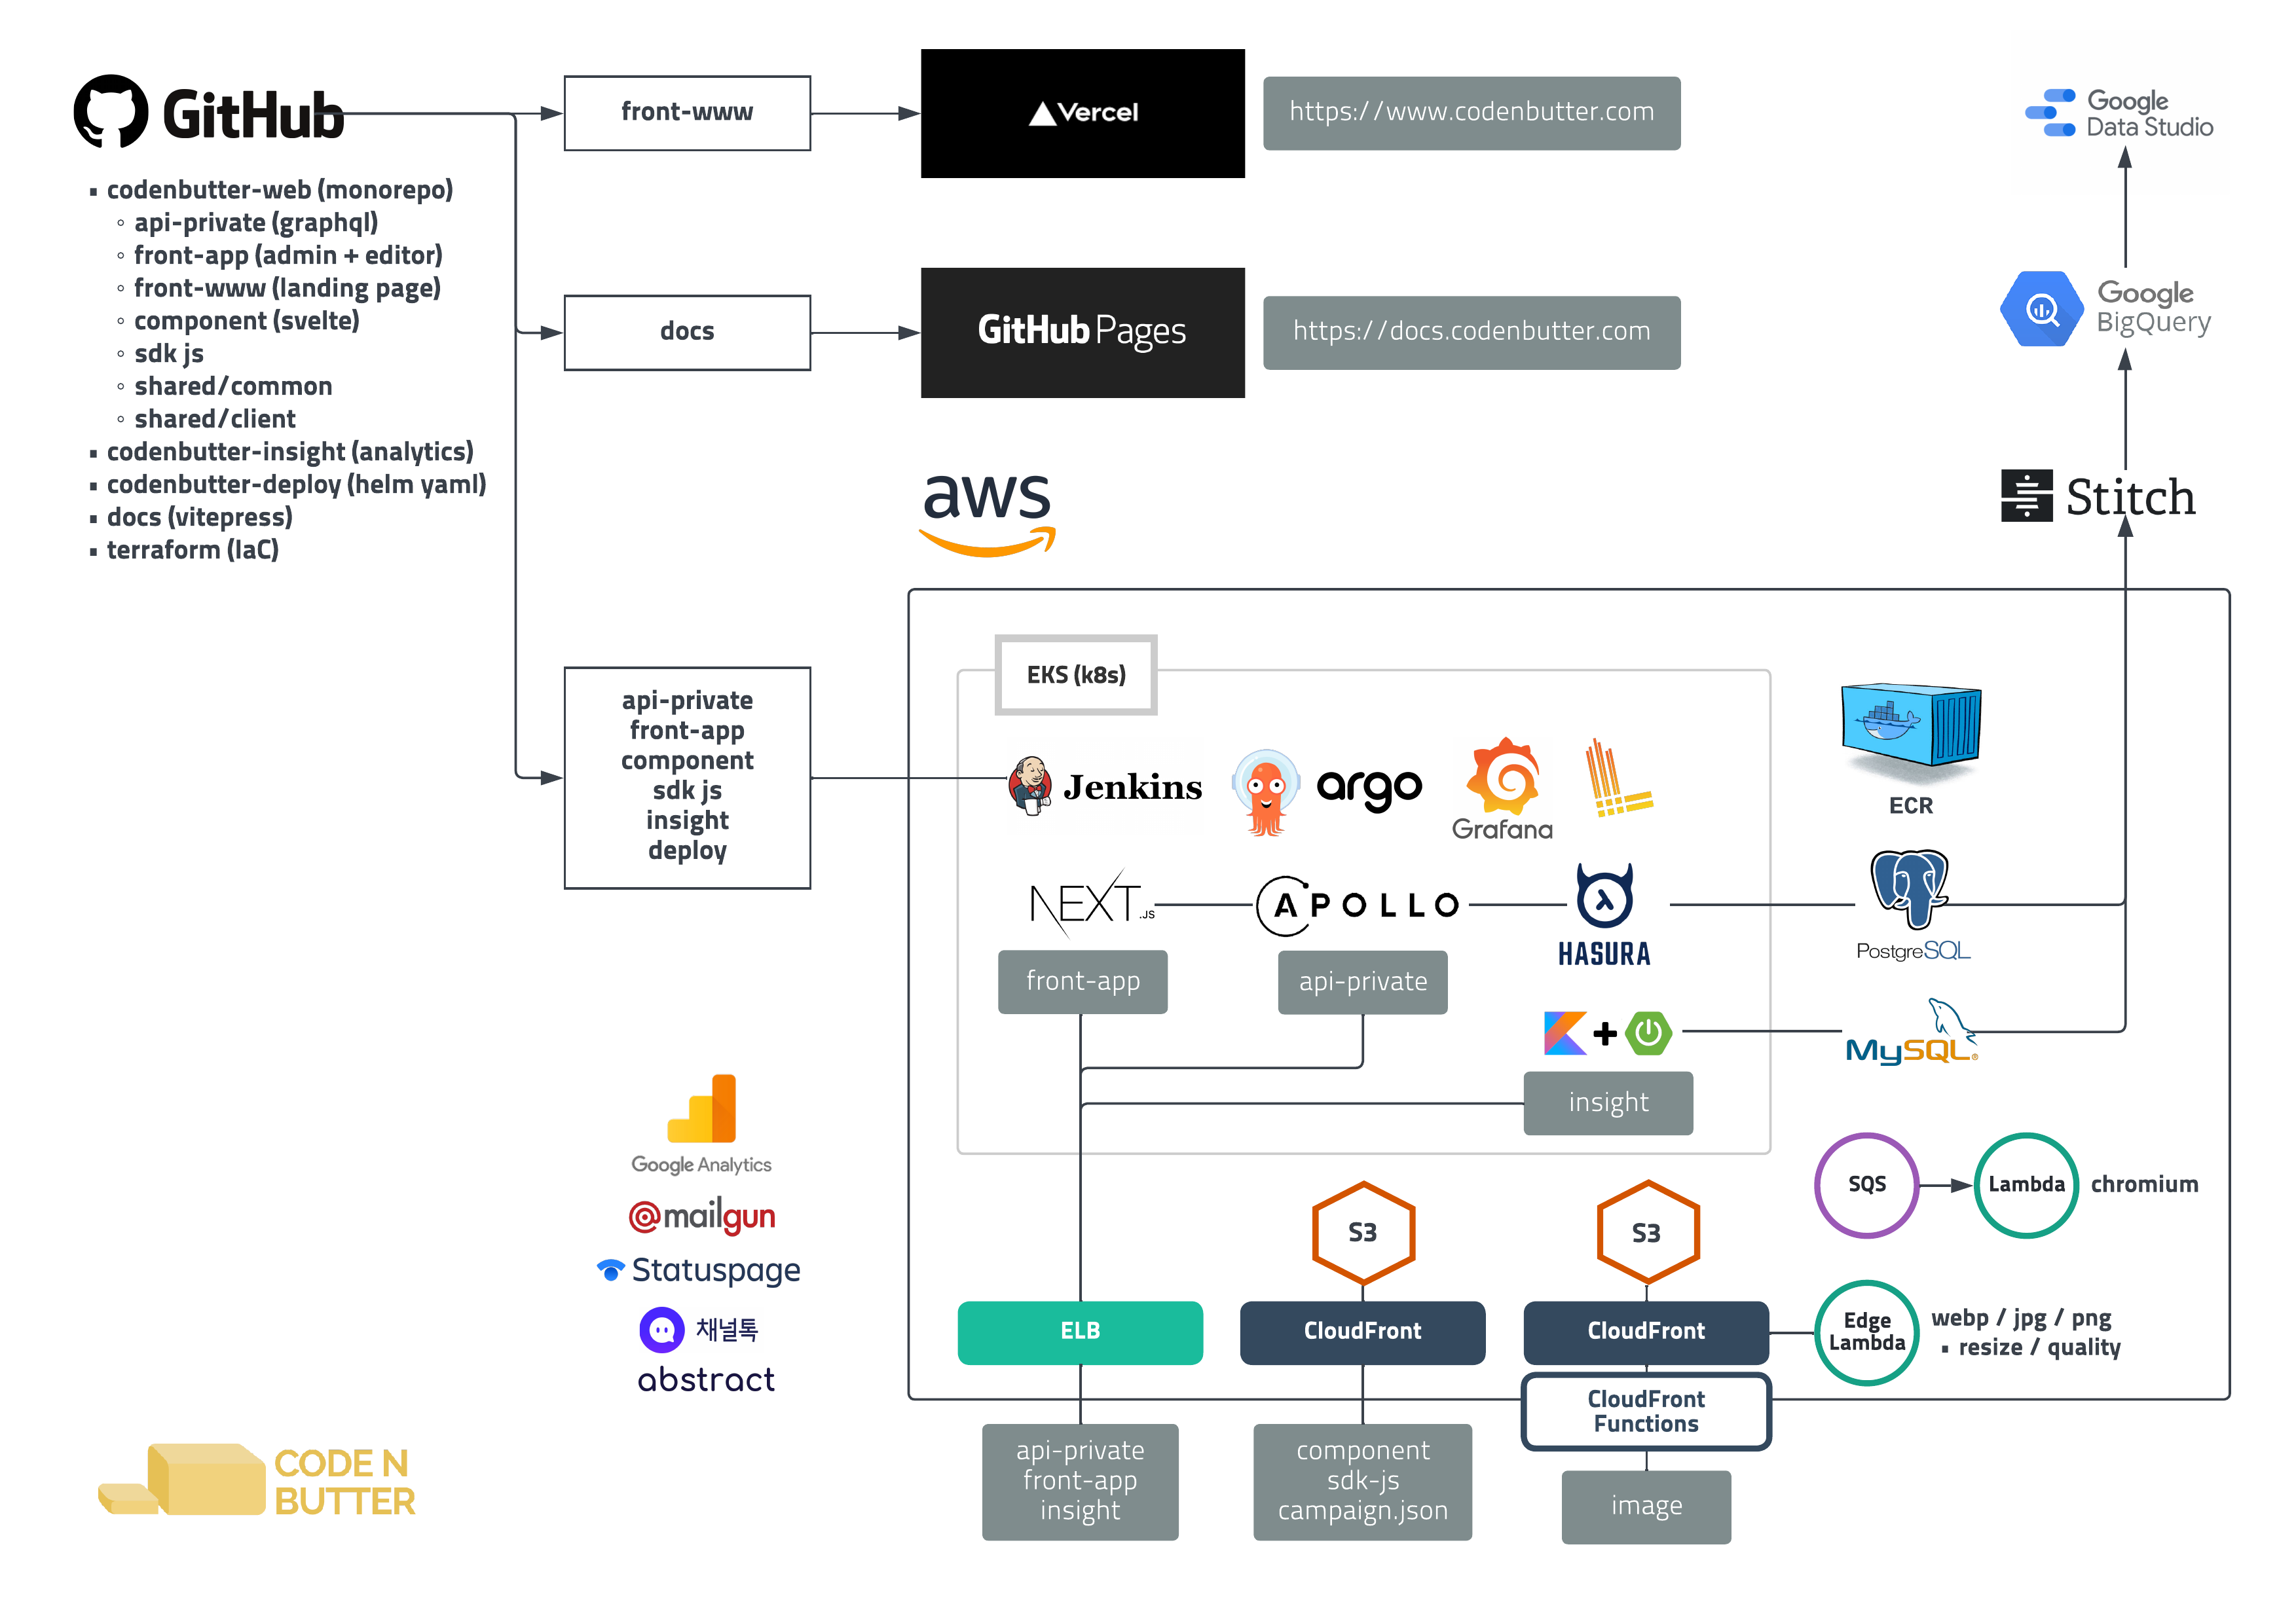 GitHub
▪ codenbutter-web (monorepo)
◦ api-private (graphql)
◦ front-app (admin + editor)
◦ front-www (landing page)
◦ component (svelte)
◦ sdk js
◦ shared/common
◦ shared/client
▪ codenbutter-insight (analytics)
▪ codenbutter-deploy (helm yaml)
▪ docs (vitepress)
▪ terraform (IaC)
front-www
Vercel
https://www.codenbutter.com
docs
GitHub Pages
https://docs.codenbutter.com
Google
Data Studio
Google
BigQuery
Stitch
aws
api-private
front-app
component
sdk js
insight
deploy
EKS (k8s)
Jenkins
argo
Grafana
ECR
NEXT.JS
APOLLO
HASURA
PostgreSQL
front-app
api-private
+
MySQL®
insight
SQS
Lambda
chromium
S3
S3
ELB
CloudFront
CloudFront
Edge
Lambda
webp / jpg / png
▪ resize / quality
CloudFront
Functions
api-private
front-app
insight
component
sdk-js
campaign.json
image
Google Analytics
@mailgun
Statuspage
채널톡
abstract
CODE N
BUTTER